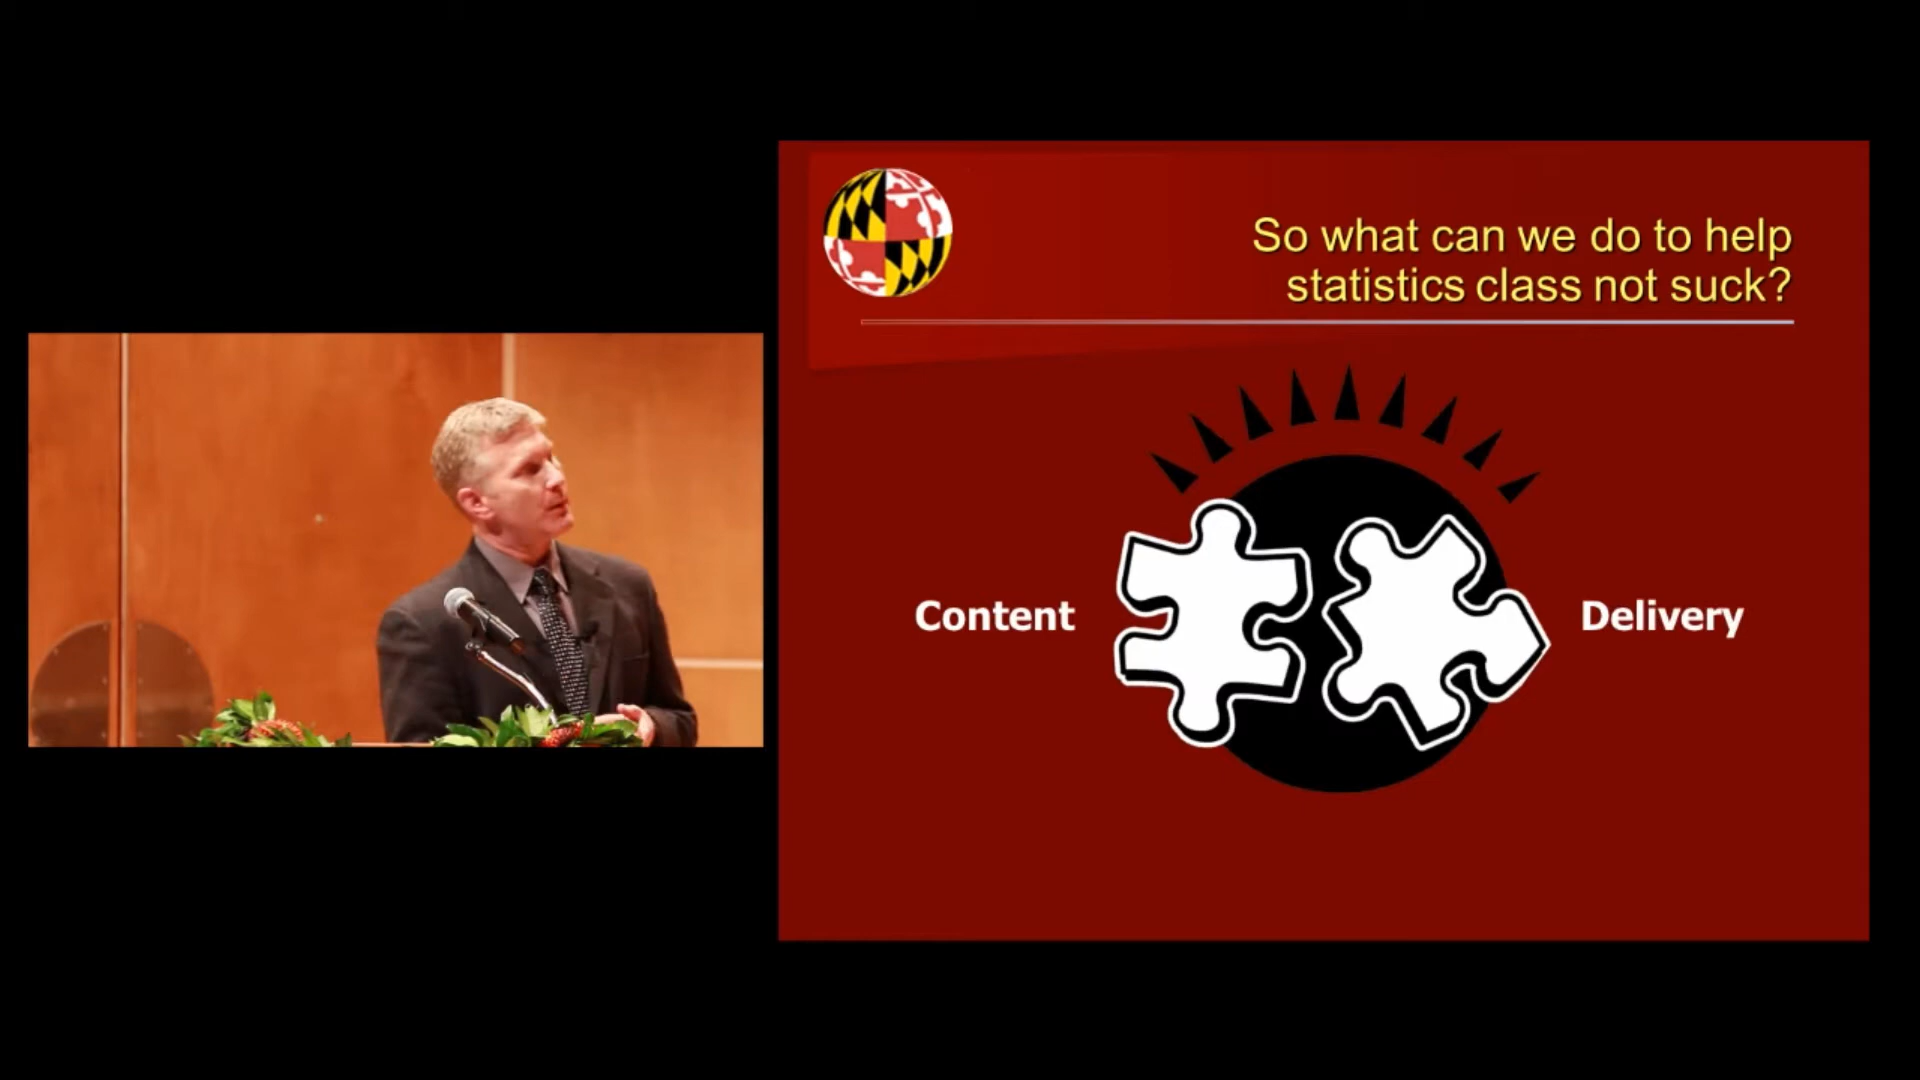 So what can we do to help
statistics class not suck?
Content
Delivery